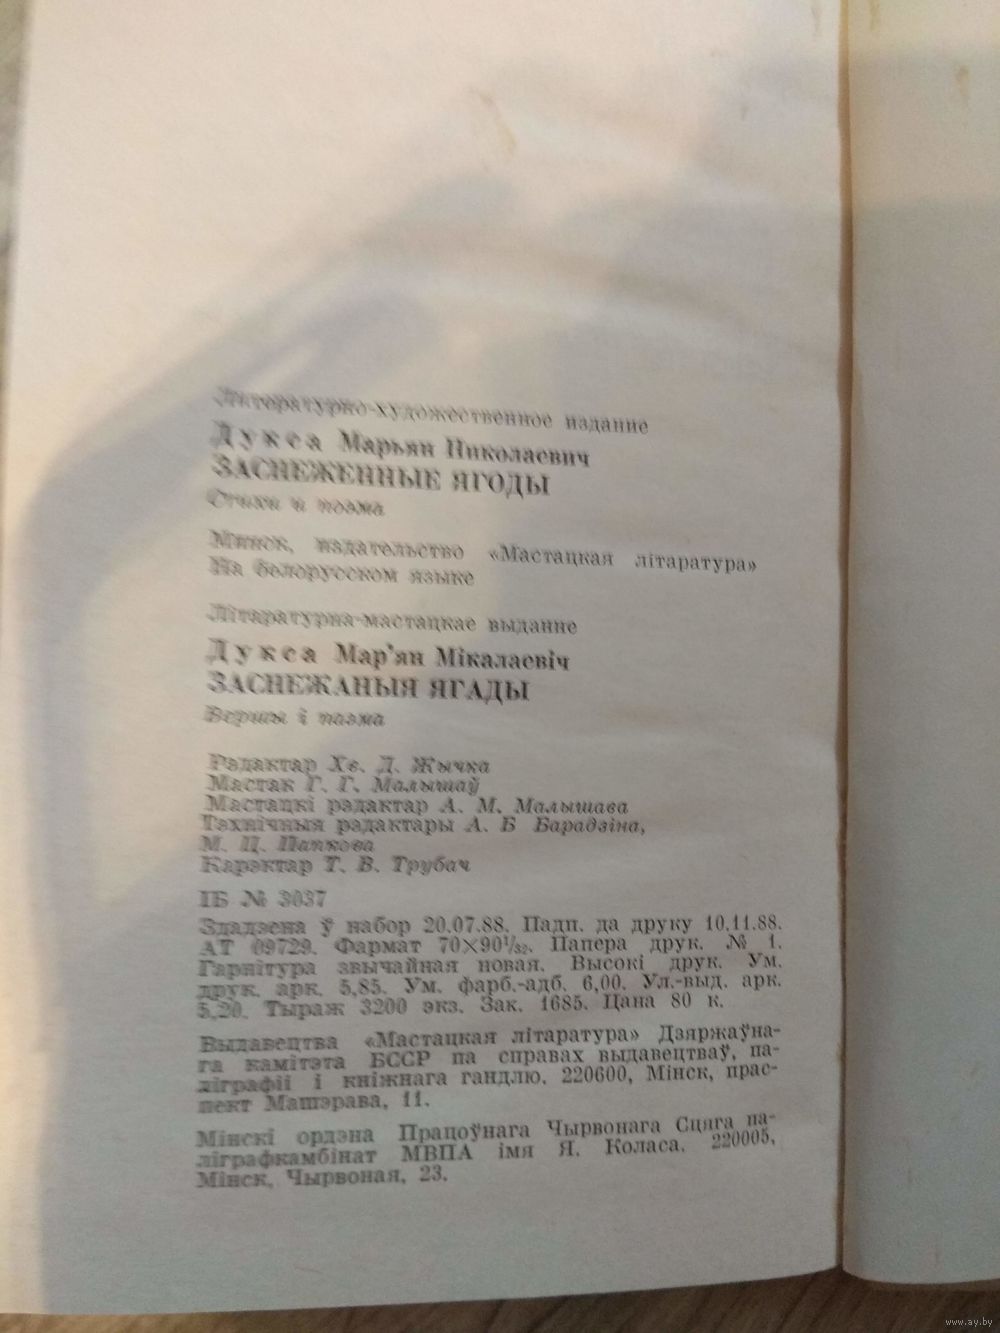 Литературно-художественное издание
Дукса Марьян Николаевич
ЗАСНЕЖЕННЫЕ ЯГОДЫ
Стихи и поэма
Минск, издательство «Мастацкая літаратура»
На белорусском языке
Літаратурна-мастацкае выданне
Дукса Мар'ян Мікалаевіч
ЗАСНЕЖАНЫЯ ЯГАДЫ
Вершы і паэма
Рэдактар Хв. Д. Жычка
Мастак Г. Г. Малышаў
Мастацкі рэдактар А. М. Малышава
Тэхнічныя рэдактары А. Б Барадзіна,
М. Ц. Папкова
Карэктар Т. В. Трубач
ІБ № 3037
Здадзена ў набор 20.07.88. Падп. да друку 10.11.88.
АТ 09729. Фармат 70×90¹/₃₂. Папера друк. № 1.
Гарнітура звычайная новая. Высокі друк. Ум.
друк. арк. 5,85. Ум. фарб.-адб. 6,00. Ул.-выд. арк.
5,20. Тыраж 3200 экз. Зак. 1685. Цана 80 к.
Выдавецтва «Мастацкая літаратура» Дзяржаўна-
га камітэта БССР па справах выдавецтваў, па-
ліграфіі і кніжнага гандлю. 220600, Мінск, прас-
пект Машэрава, 11.
Мінскі ордэна Працоўнага Чырвонага Сцяга па-
ліграфкамбінат МВПА імя Я. Коласа. 220005,
Мінск, Чырвоная, 23.
www.ay.by